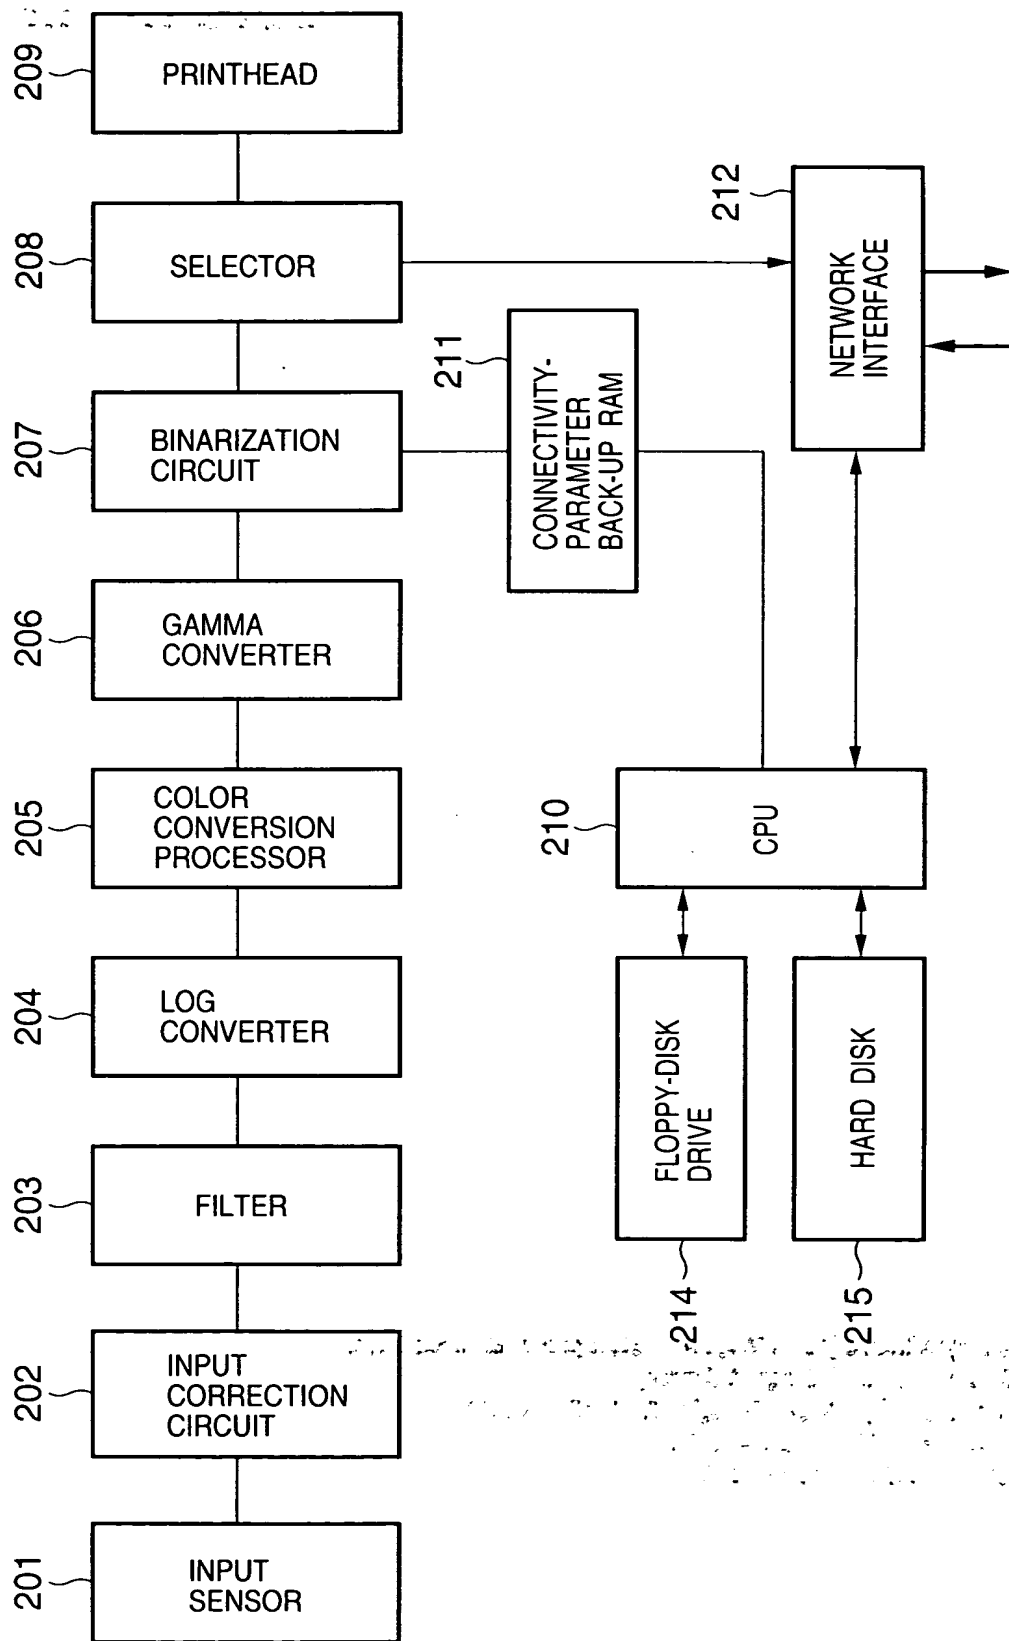 209
PRINTHEAD
208
SELECTOR
207
BINARIZATION
CIRCUIT
206
GAMMA
CONVERTER
205
COLOR
CONVERSION
PROCESSOR
204
LOG
CONVERTER
203
FILTER
202
INPUT
CORRECTION
CIRCUIT
201
INPUT
SENSOR
211
CONNECTIVITY-
PARAMETER
BACK-UP RAM
212
NETWORK
INTERFACE
210
CPU
214
FLOPPY-DISK
DRIVE
215
HARD DISK